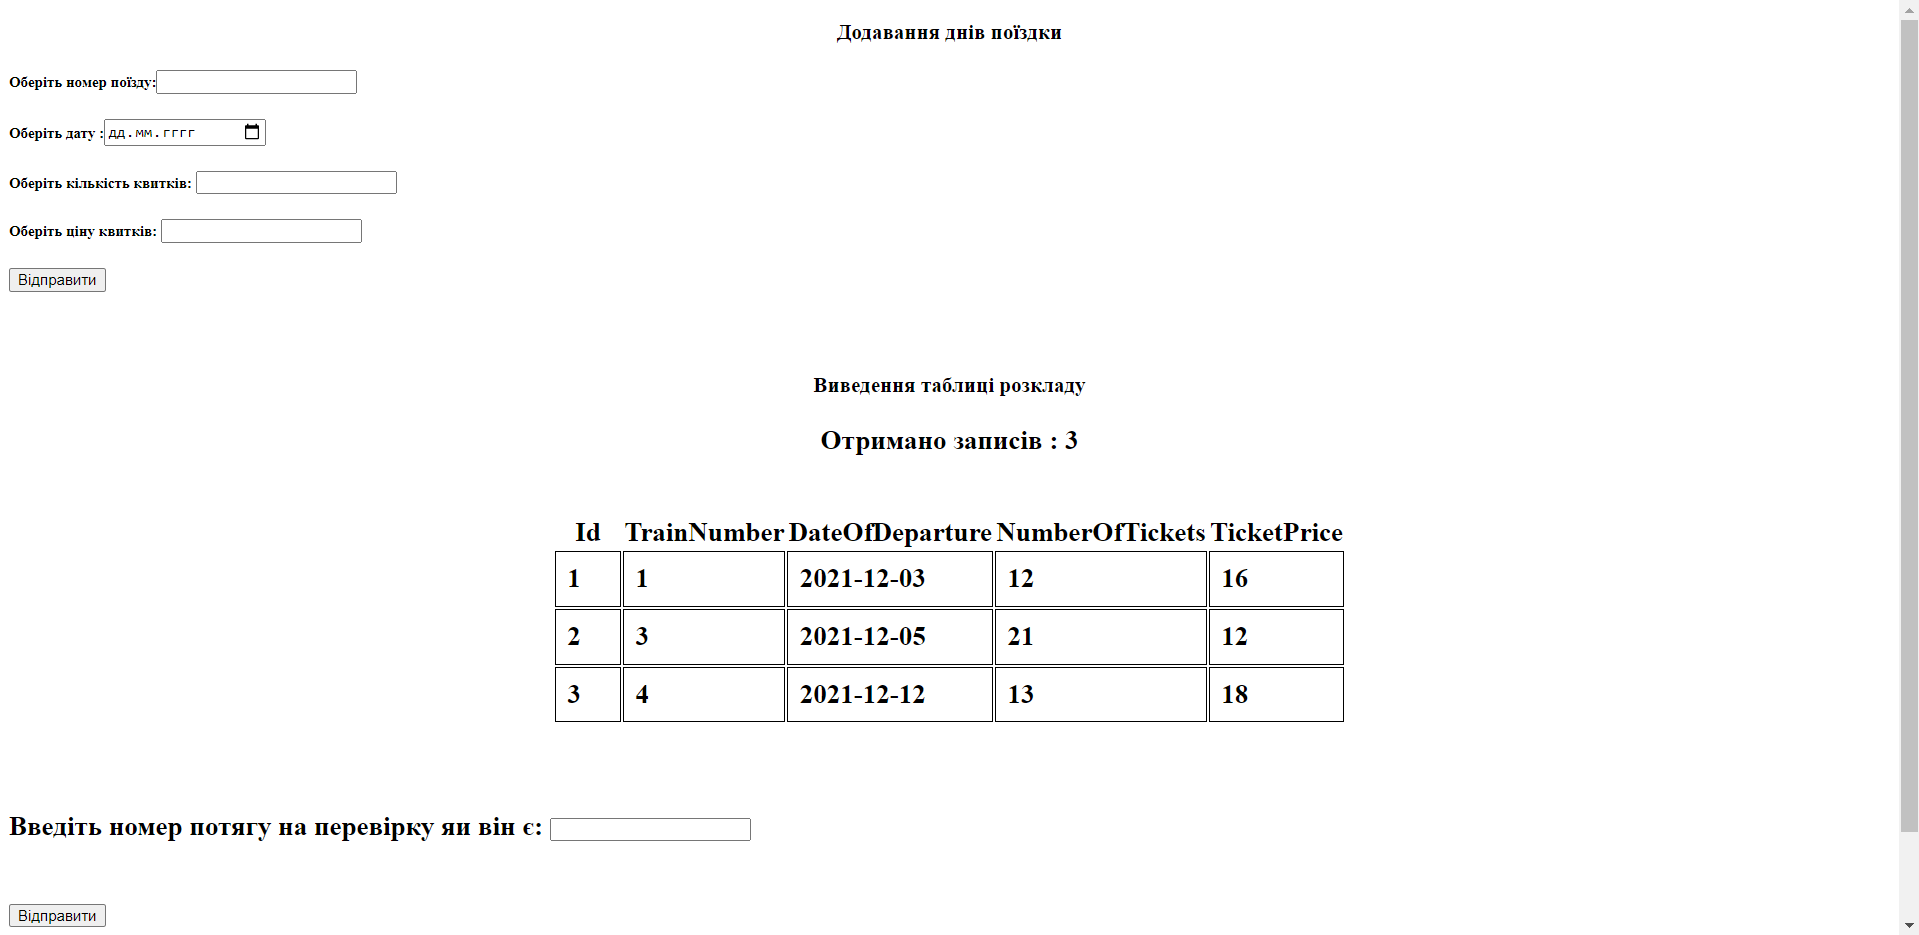 Додавання днів поїздки
Оберіть номер поїзду:
Оберіть дату : дд.мм.гггг
Оберіть кількість квитків:
Оберіть ціну квитків:
Відправити
Виведення таблиці розкладу
Отримано записів : 3
Id TrainNumber DateOfDeparture NumberOfTickets TicketPrice
1 1 2021-12-03 12 16
2 3 2021-12-05 21 12
3 4 2021-12-12 13 18
Введіть номер потягу на перевірку яи він є:
Відправити